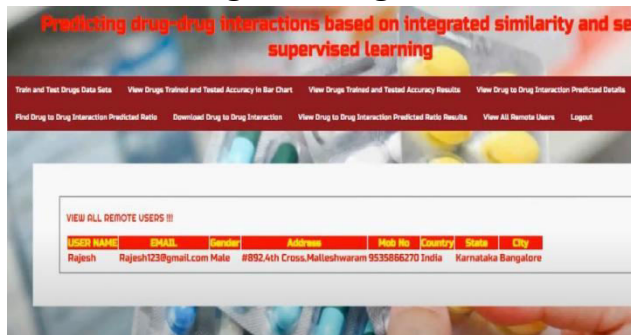 Predicting drug-drug interactions based on integrated similarity and se
supervised learning
Train and Test Drugs Data Sets View Drugs Trained and Tested Accuracy in Bar Chart View Drugs Trained and Tested Accuracy Results View Drug to Drug Interaction Predicted Details
Find Drug to Drug Interaction Predicted Ratio Download Drug to Drug Interaction View Drug to Drug Interaction Predicted Ratio Results View All Remote Users Logout
VIEW ALL REMOTE USERS !!!
USER NAME EMAIL Gender Address Mob No Country State City
Rajesh Rajesh123@gmail.com Male #892,4th Cross,Malleshwaram 9535866270 India Karnataka Bangalore